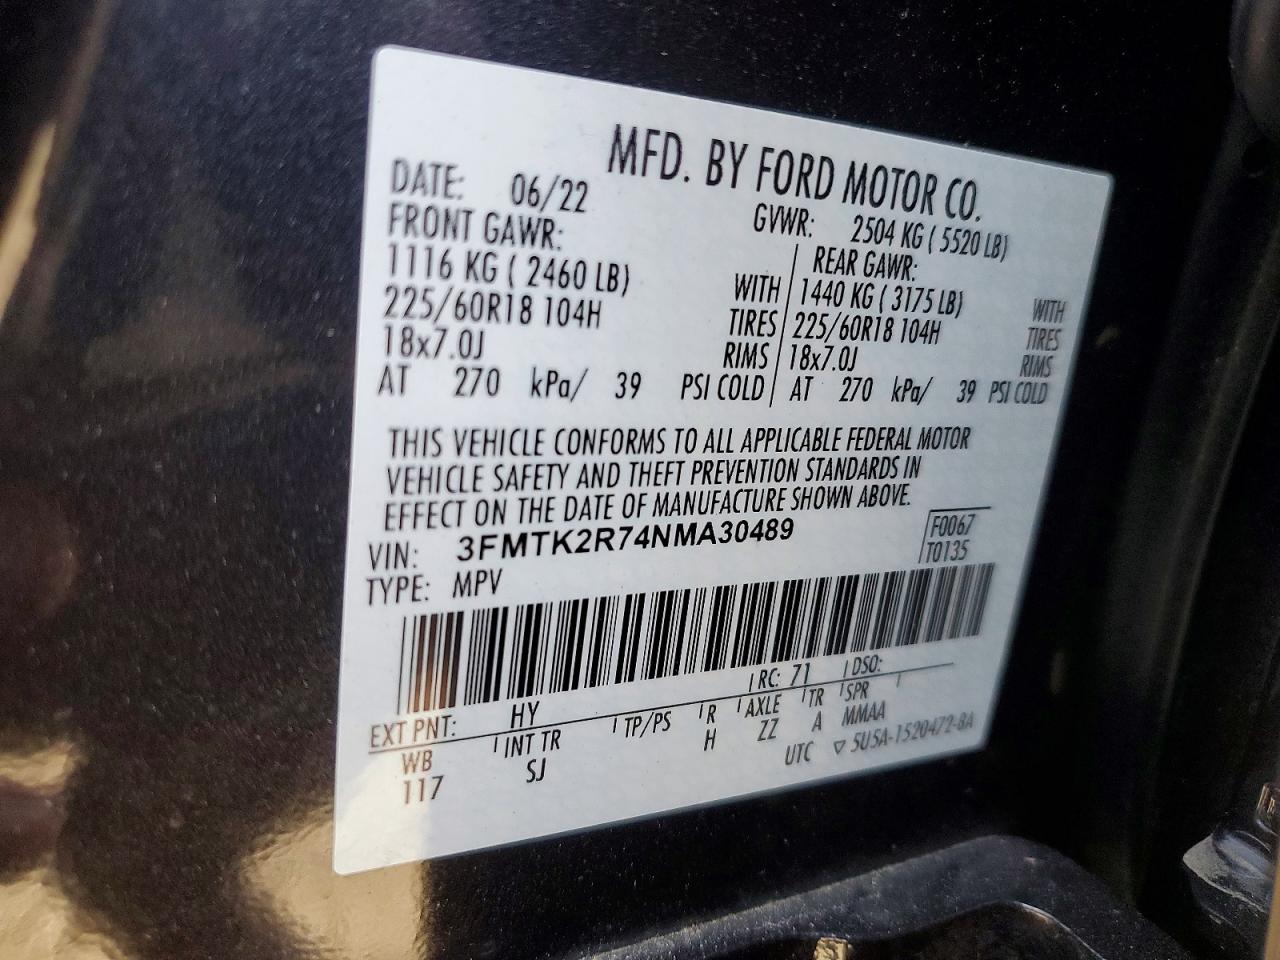 MFD. BY FORD MOTOR CO.
DATE: 06/22 GVWR: 2504 KG ( 5520 LB)
FRONT GAWR: REAR GAWR:
1116 KG ( 2460 LB) WITH 1440 KG ( 3175 LB) WITH
225/60R18 104H TIRES 225/60R18 104H TIRES
18x7.0J RIMS 18x7.0J RIMS
AT 270 kPa/ 39 PSI COLD AT 270 kPa/ 39 PSI COLD
THIS VEHICLE CONFORMS TO ALL APPLICABLE FEDERAL MOTOR
VEHICLE SAFETY AND THEFT PREVENTION STANDARDS IN
EFFECT ON THE DATE OF MANUFACTURE SHOWN ABOVE.
VIN: 3FMTK2R74NMA30489 F0067
TYPE: MPV T0135
EXT PNT: HY RC: 71 DSO:
WB INT TR TP/PS R AXLE TR SPR
117 SJ H ZZ A MMAA
UTC ▽ 5U5A-1520472-BA